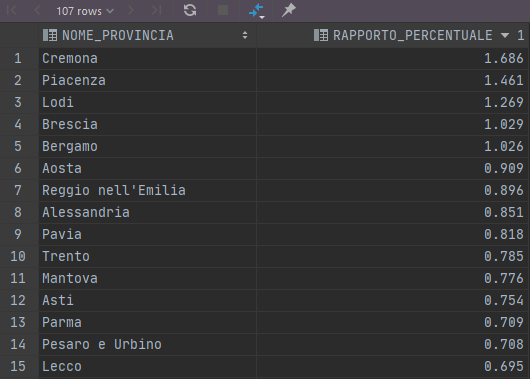 107 rows
NOME_PROVINCIA RAPPORTO_PERCENTUALE 1
1 Cremona 1.686
2 Piacenza 1.461
3 Lodi 1.269
4 Brescia 1.029
5 Bergamo 1.026
6 Aosta 0.909
7 Reggio nell'Emilia 0.896
8 Alessandria 0.851
9 Pavia 0.818
10 Trento 0.785
11 Mantova 0.776
12 Asti 0.754
13 Parma 0.709
14 Pesaro e Urbino 0.708
15 Lecco 0.695